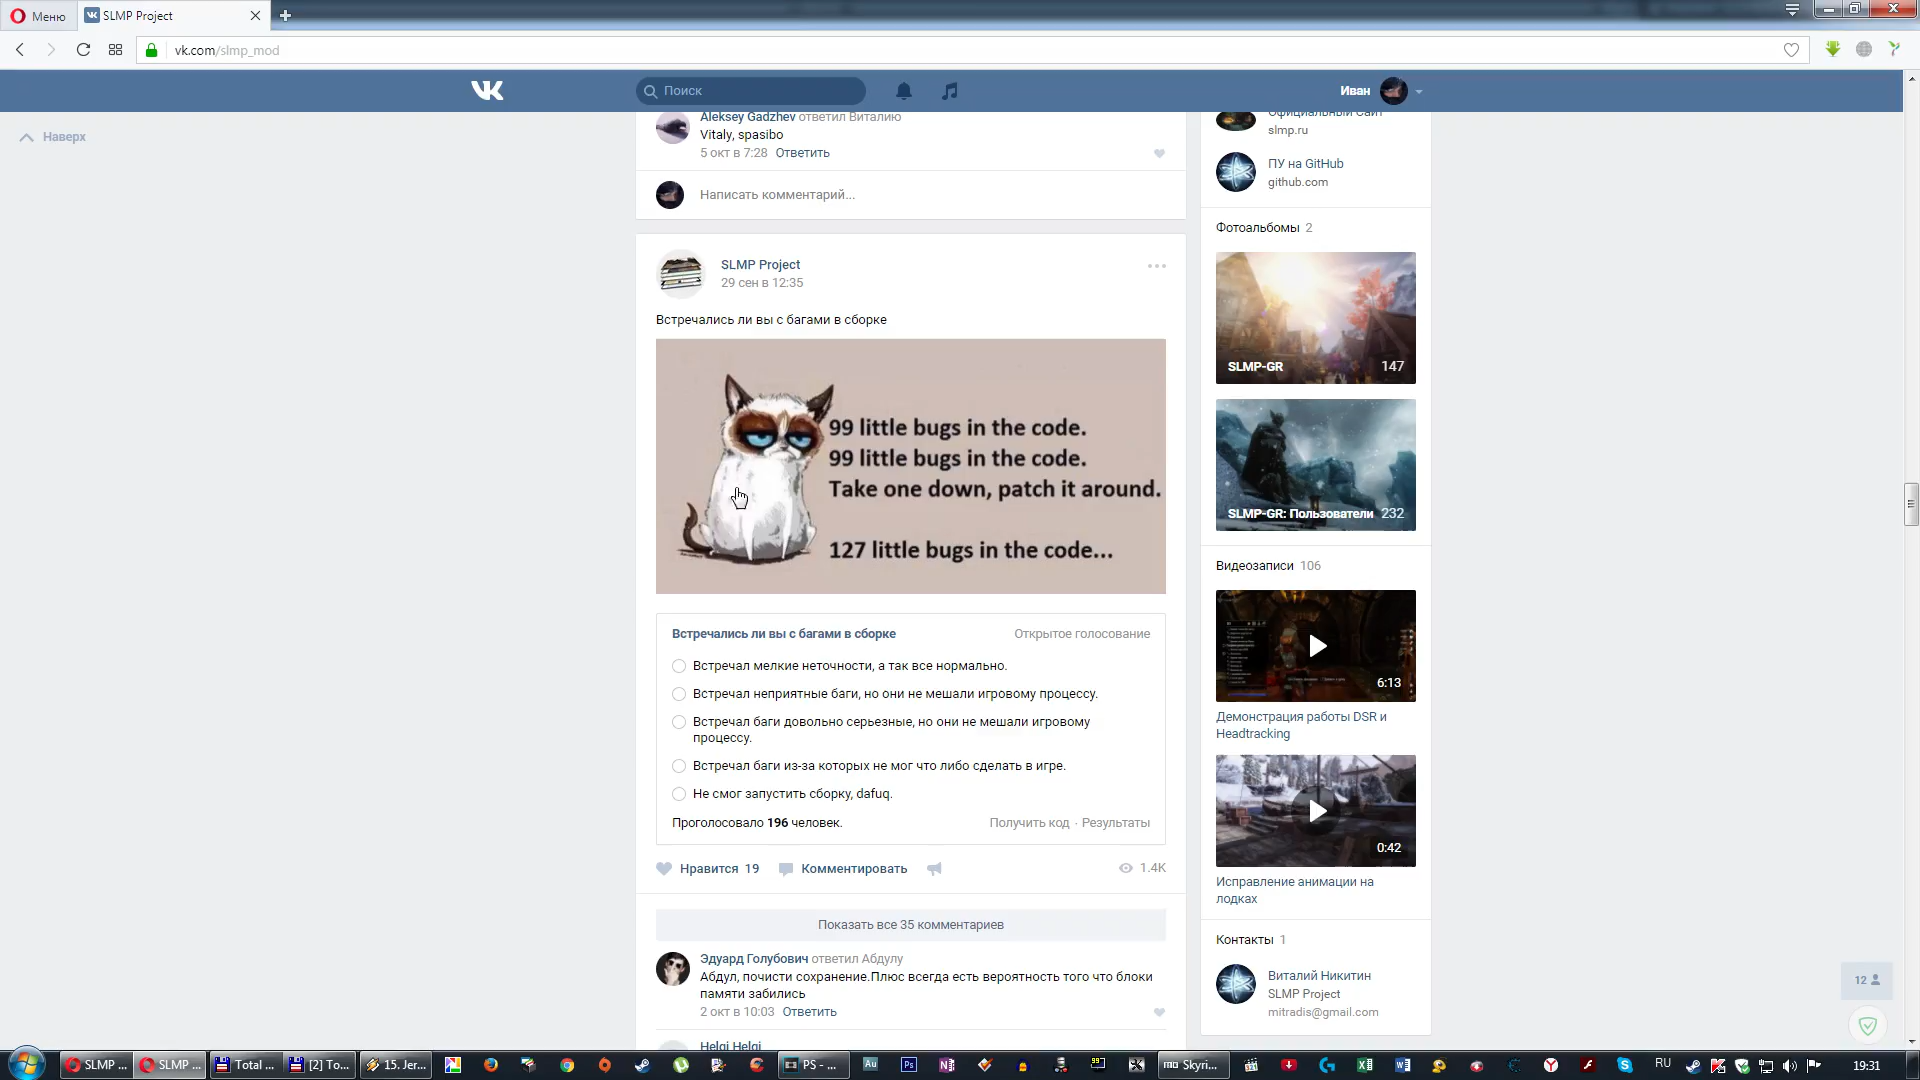 Меню
SLMP Project
vk.com/slmp_mod
Поиск
Иван
Наверх
Aleksey Gadzhev ответил Виталию
Vitaly, spasibo
5 окт в 7:28 Ответить
Написать комментарий...
SLMP Project
29 сен в 12:35
Встречались ли вы с багами в сборке
99 little bugs in the code.
99 little bugs in the code.
Take one down, patch it around.
127 little bugs in the code...
Встречались ли вы с багами в сборке Открытое голосование
Встречал мелкие неточности, а так все нормально.
Встречал неприятные баги, но они не мешали игровому процессу.
Встречал баги довольно серьезные, но они не мешали игровому
процессу.
Встречал баги из-за которых не мог что либо сделать в игре.
Не смог запустить сборку, dafuq.
Проголосовало 196 человек. Получить код · Результаты
Нравится 19 Комментировать 1.4K
Показать все 35 комментариев
Эдуард Голубович ответил Абдулу
Абдул, почисти сохранение.Плюс всегда есть вероятность того что блоки
памяти забились
2 окт в 10:03 Ответить
Helgi Helgi
Официальный Сайт
slmp.ru
ПУ на GitHub
github.com
Фотоальбомы 2
SLMP-GR 147
SLMP-GR: Пользователи 232
Видеозаписи 106
6:13
Демонстрация работы DSR и
Headtracking
0:42
Исправление анимации на
лодках
Контакты 1
Виталий Никитин
SLMP Project
mitradis@gmail.com
12
SLMP ... SLMP ... Total ... [2] To... 15. Jer... PS - ... Au Ps Skyri... RU 19:31